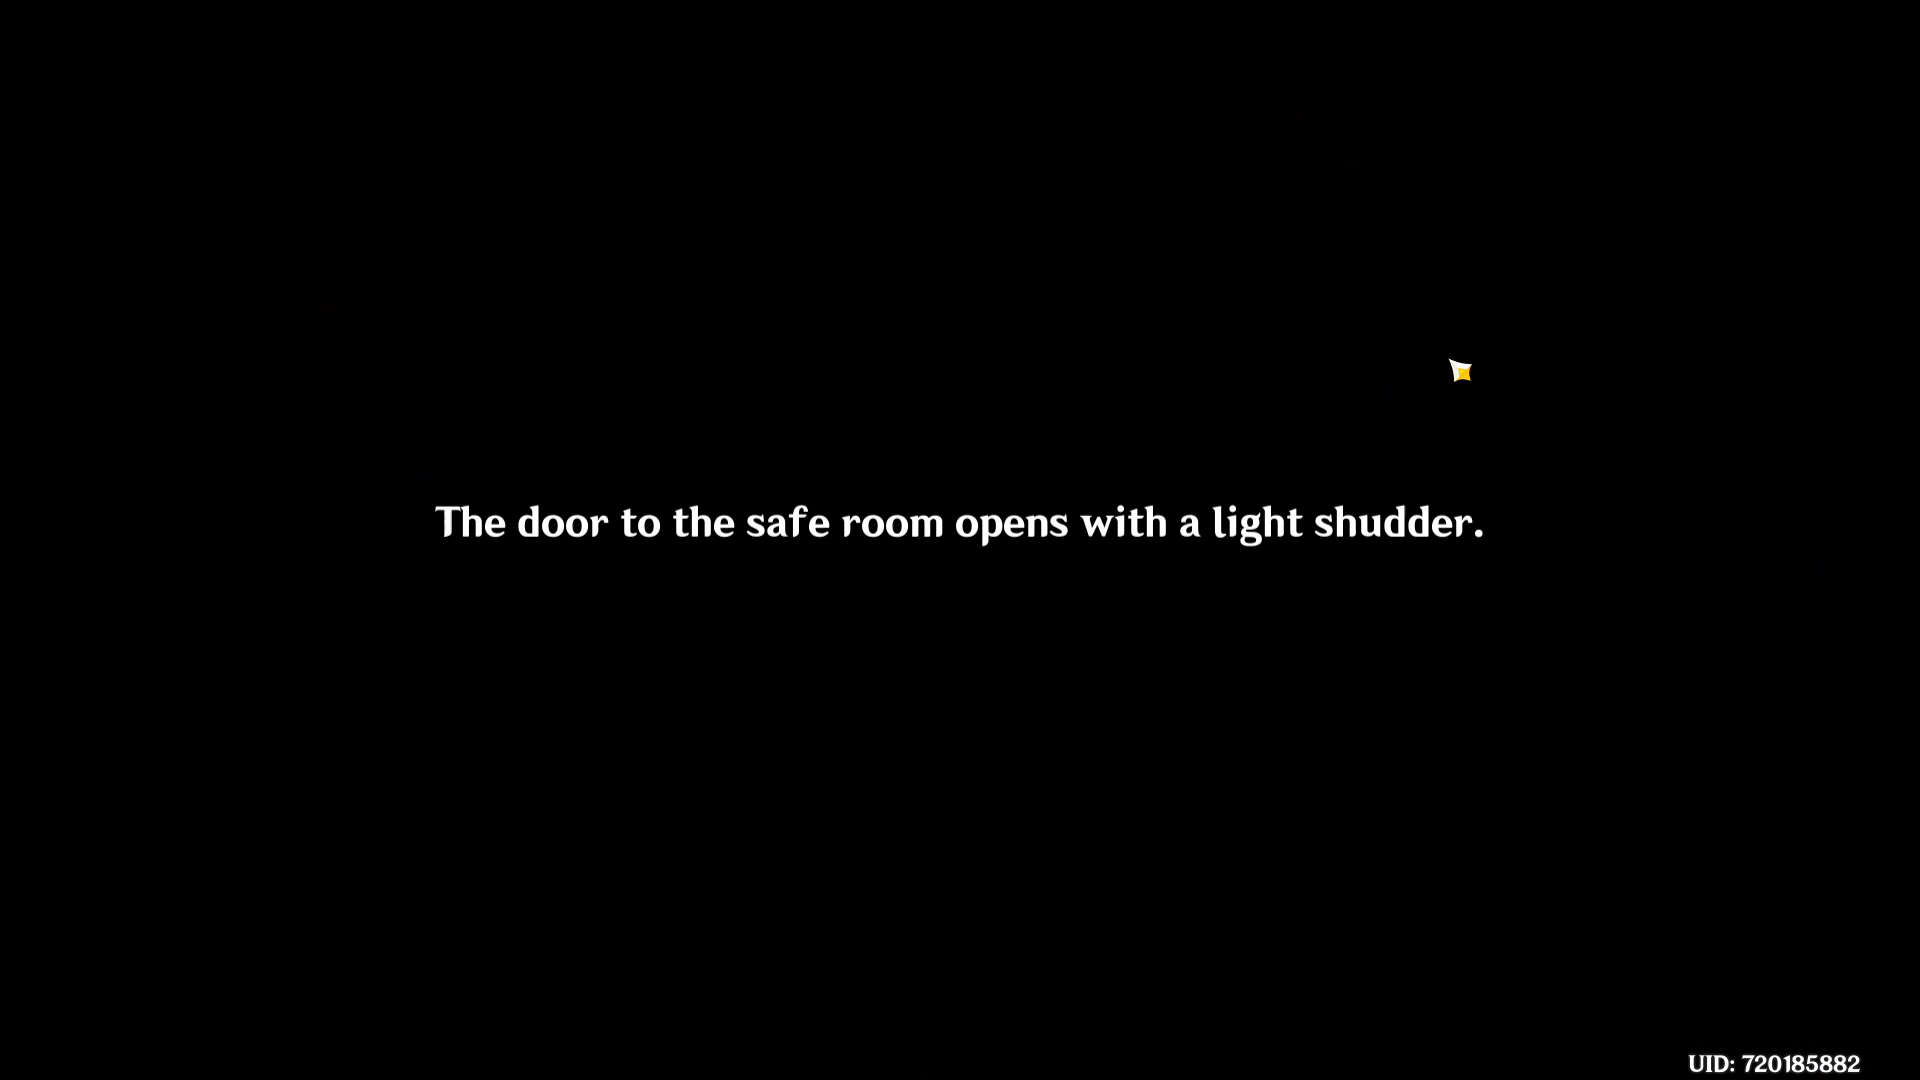 The door to the safe room opens with a light shudder.
UID: 720185882